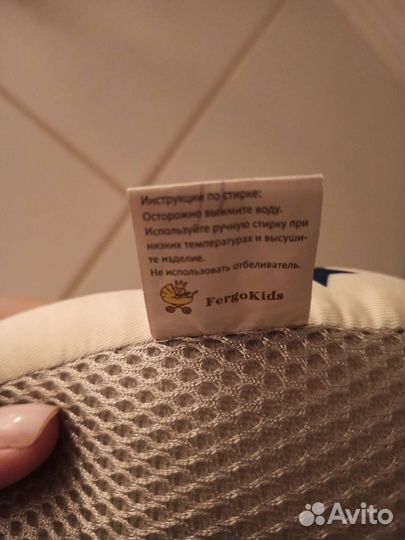 Инструкции по стирке:
Осторожно выжмите воду.
Используйте ручную стирку при
низких температурах и высуши-
те изделие.
Не использовать отбеливатель.
FergoKids
Avito